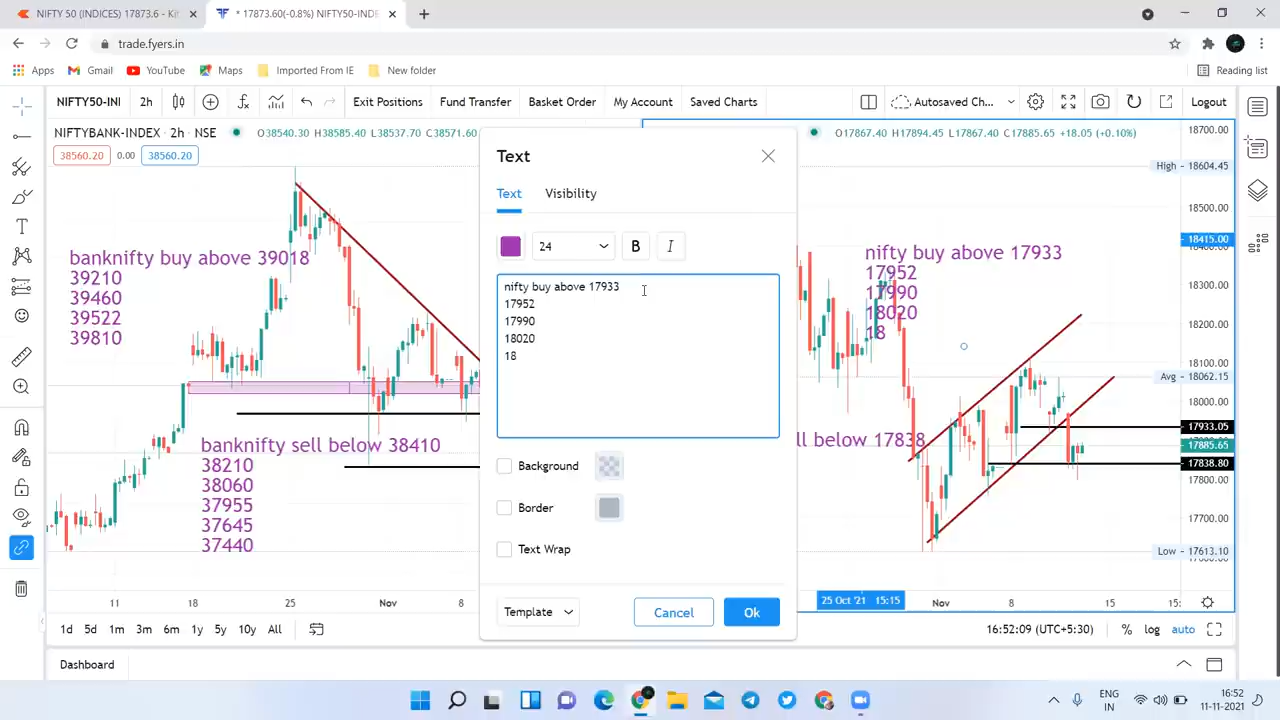 NIFTY 50 (INDICES) 17873.6 - Kit
* 17873.60(-0.8%) NIFTY50-INDE
trade.fyers.in
Apps
Gmail
YouTube
Maps
Imported From IE
New folder
Reading list
NIFTY50-INI
2h
Exit Positions
Fund Transfer
Basket Order
My Account
Saved Charts
Autosaved Ch...
Logout
NIFTYBANK-INDEX · 2h · NSE
O38540.30 H38585.40 L38537.70 C38571.60
38560.20
0.00
38560.20
O17867.40 H17894.45 L17867.40 C17885.65 +18.05 (+0.10%)
banknifty buy above 39018
39210
39460
39522
39810
banknifty sell below 38410
38210
38060
37955
37645
37440
Text
Text
Visibility
24
B
I
nifty buy above 17933
17952
17990
18020
18
Background
Border
Text Wrap
Template
Cancel
Ok
nifty buy above 17933
17952
17990
18020
18
ll below 17838
18700.00
High - 18604.45
18500.00
18415.00
18300.00
18200.00
18100.00
Avg - 18062.15
18000.00
17933.05
17885.65
17838.80
17800.00
17700.00
Low - 17613.10
11
18
25
Nov
8
25 Oct '21 15:15
Nov
8
15
15:
1d
5d
1m
3m
6m
1y
5y
10y
All
16:52:09 (UTC+5:30)
%
log
auto
Dashboard
ENG
IN
16:52
11-11-2021